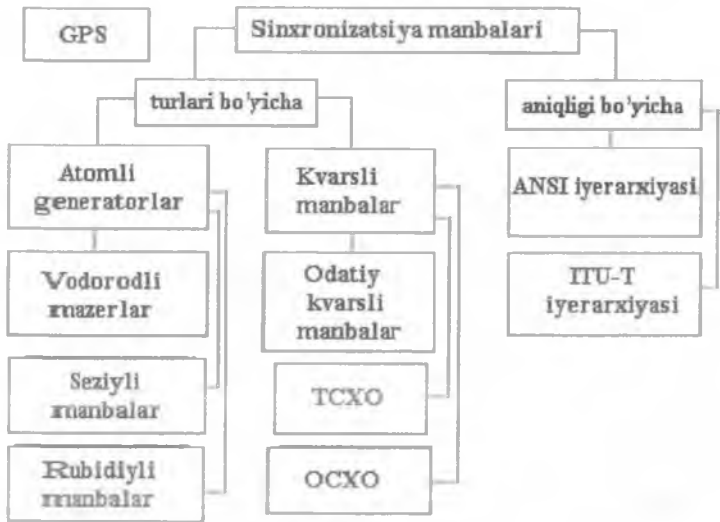 GPS
Sinxronizatsiya manbalari
turlari bo'yicha
aniqligi bo'yicha
Atomli
generatorlar
Kvarsli
manbalar
ANSI iyerarxiyasi
Vodorodli
mazerlar
Odatiy
kvarsli
manbalar
ITU-T
iyerarxiyasi
Seziyli
manbalar
TCXO
Rubidiyli
manbalar
OCXO